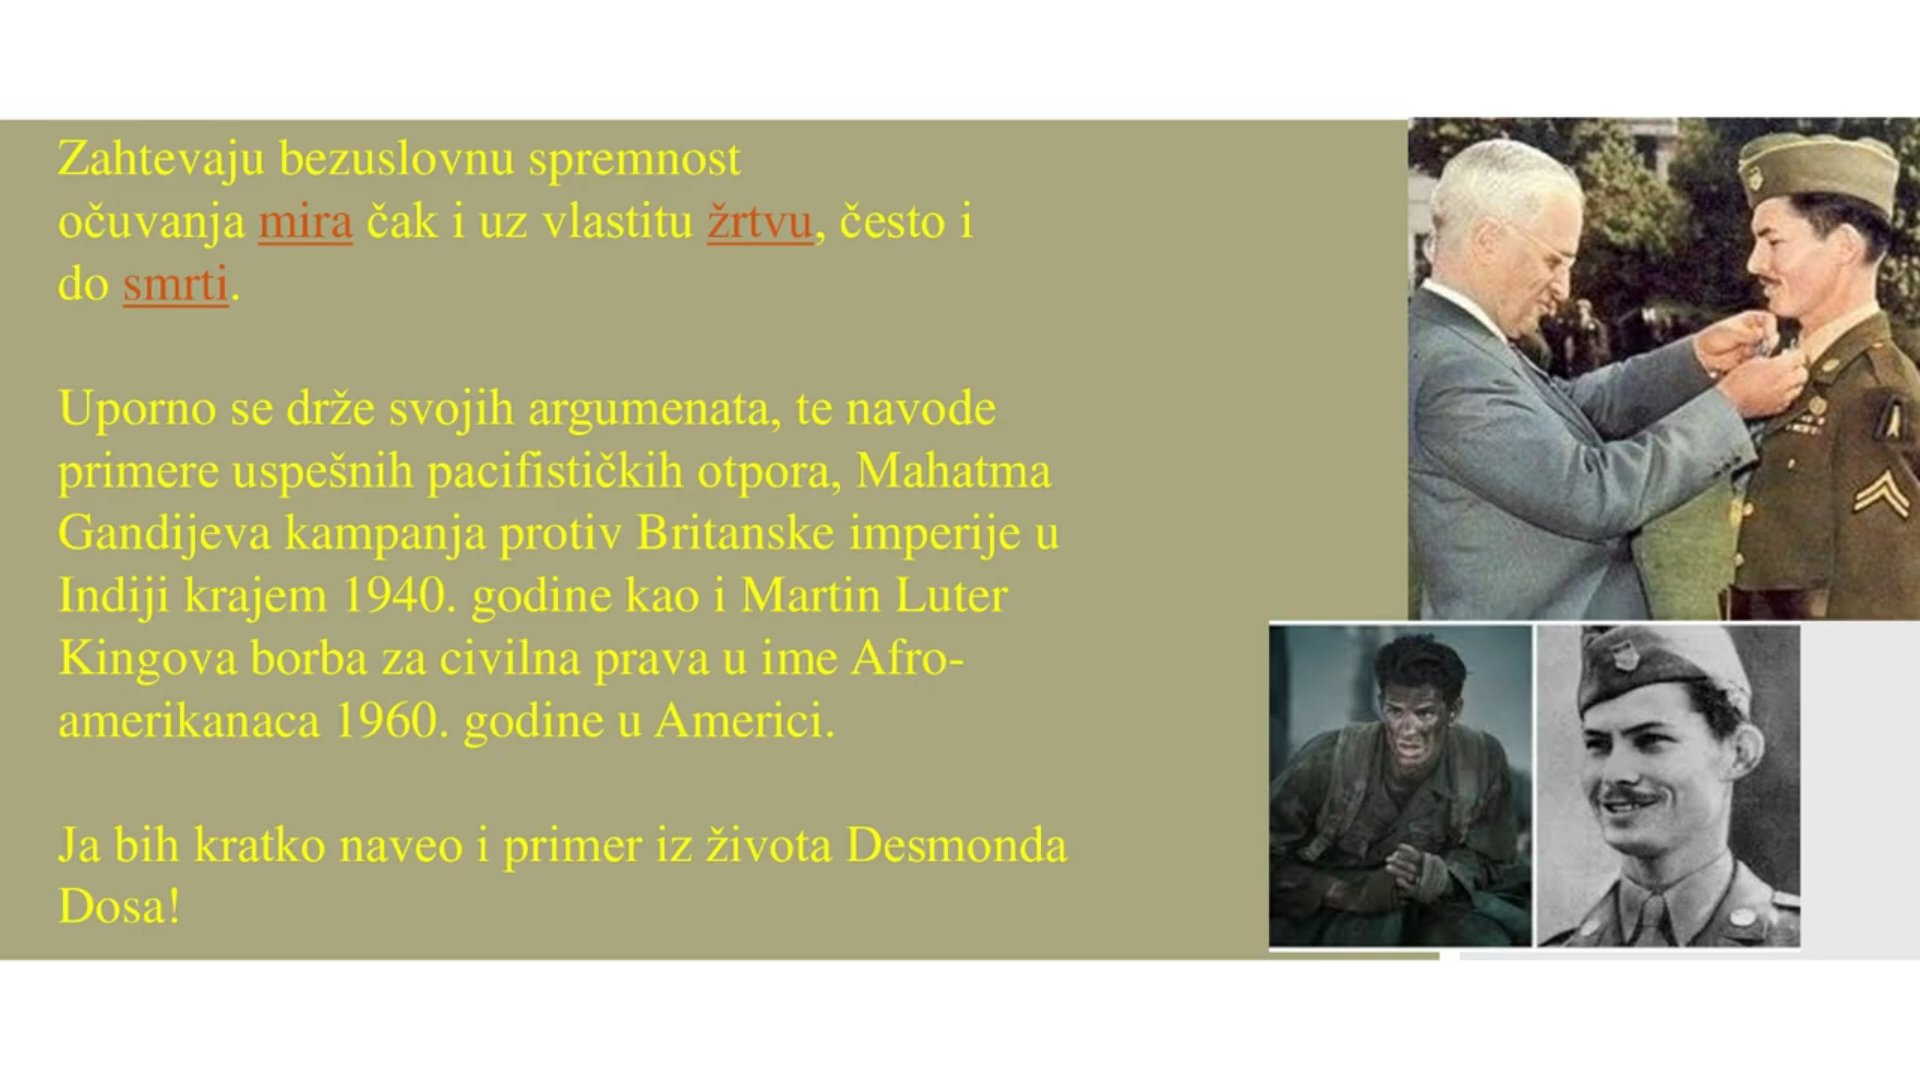 Zahtevaju bezuslovnu spremnost
očuvanja mira čak i uz vlastitu žrtvu, često i
do smrti.
Uporno se drže svojih argumenata, te navode
primere uspešnih pacifističkih otpora, Mahatma
Gandijeva kampanja protiv Britanske imperije u
Indiji krajem 1940. godine kao i Martin Luter
Kingova borba za civilna prava u ime Afro-
amerikanaca 1960. godine u Americi.
Ja bih kratko naveo i primer iz života Desmonda
Dosa!